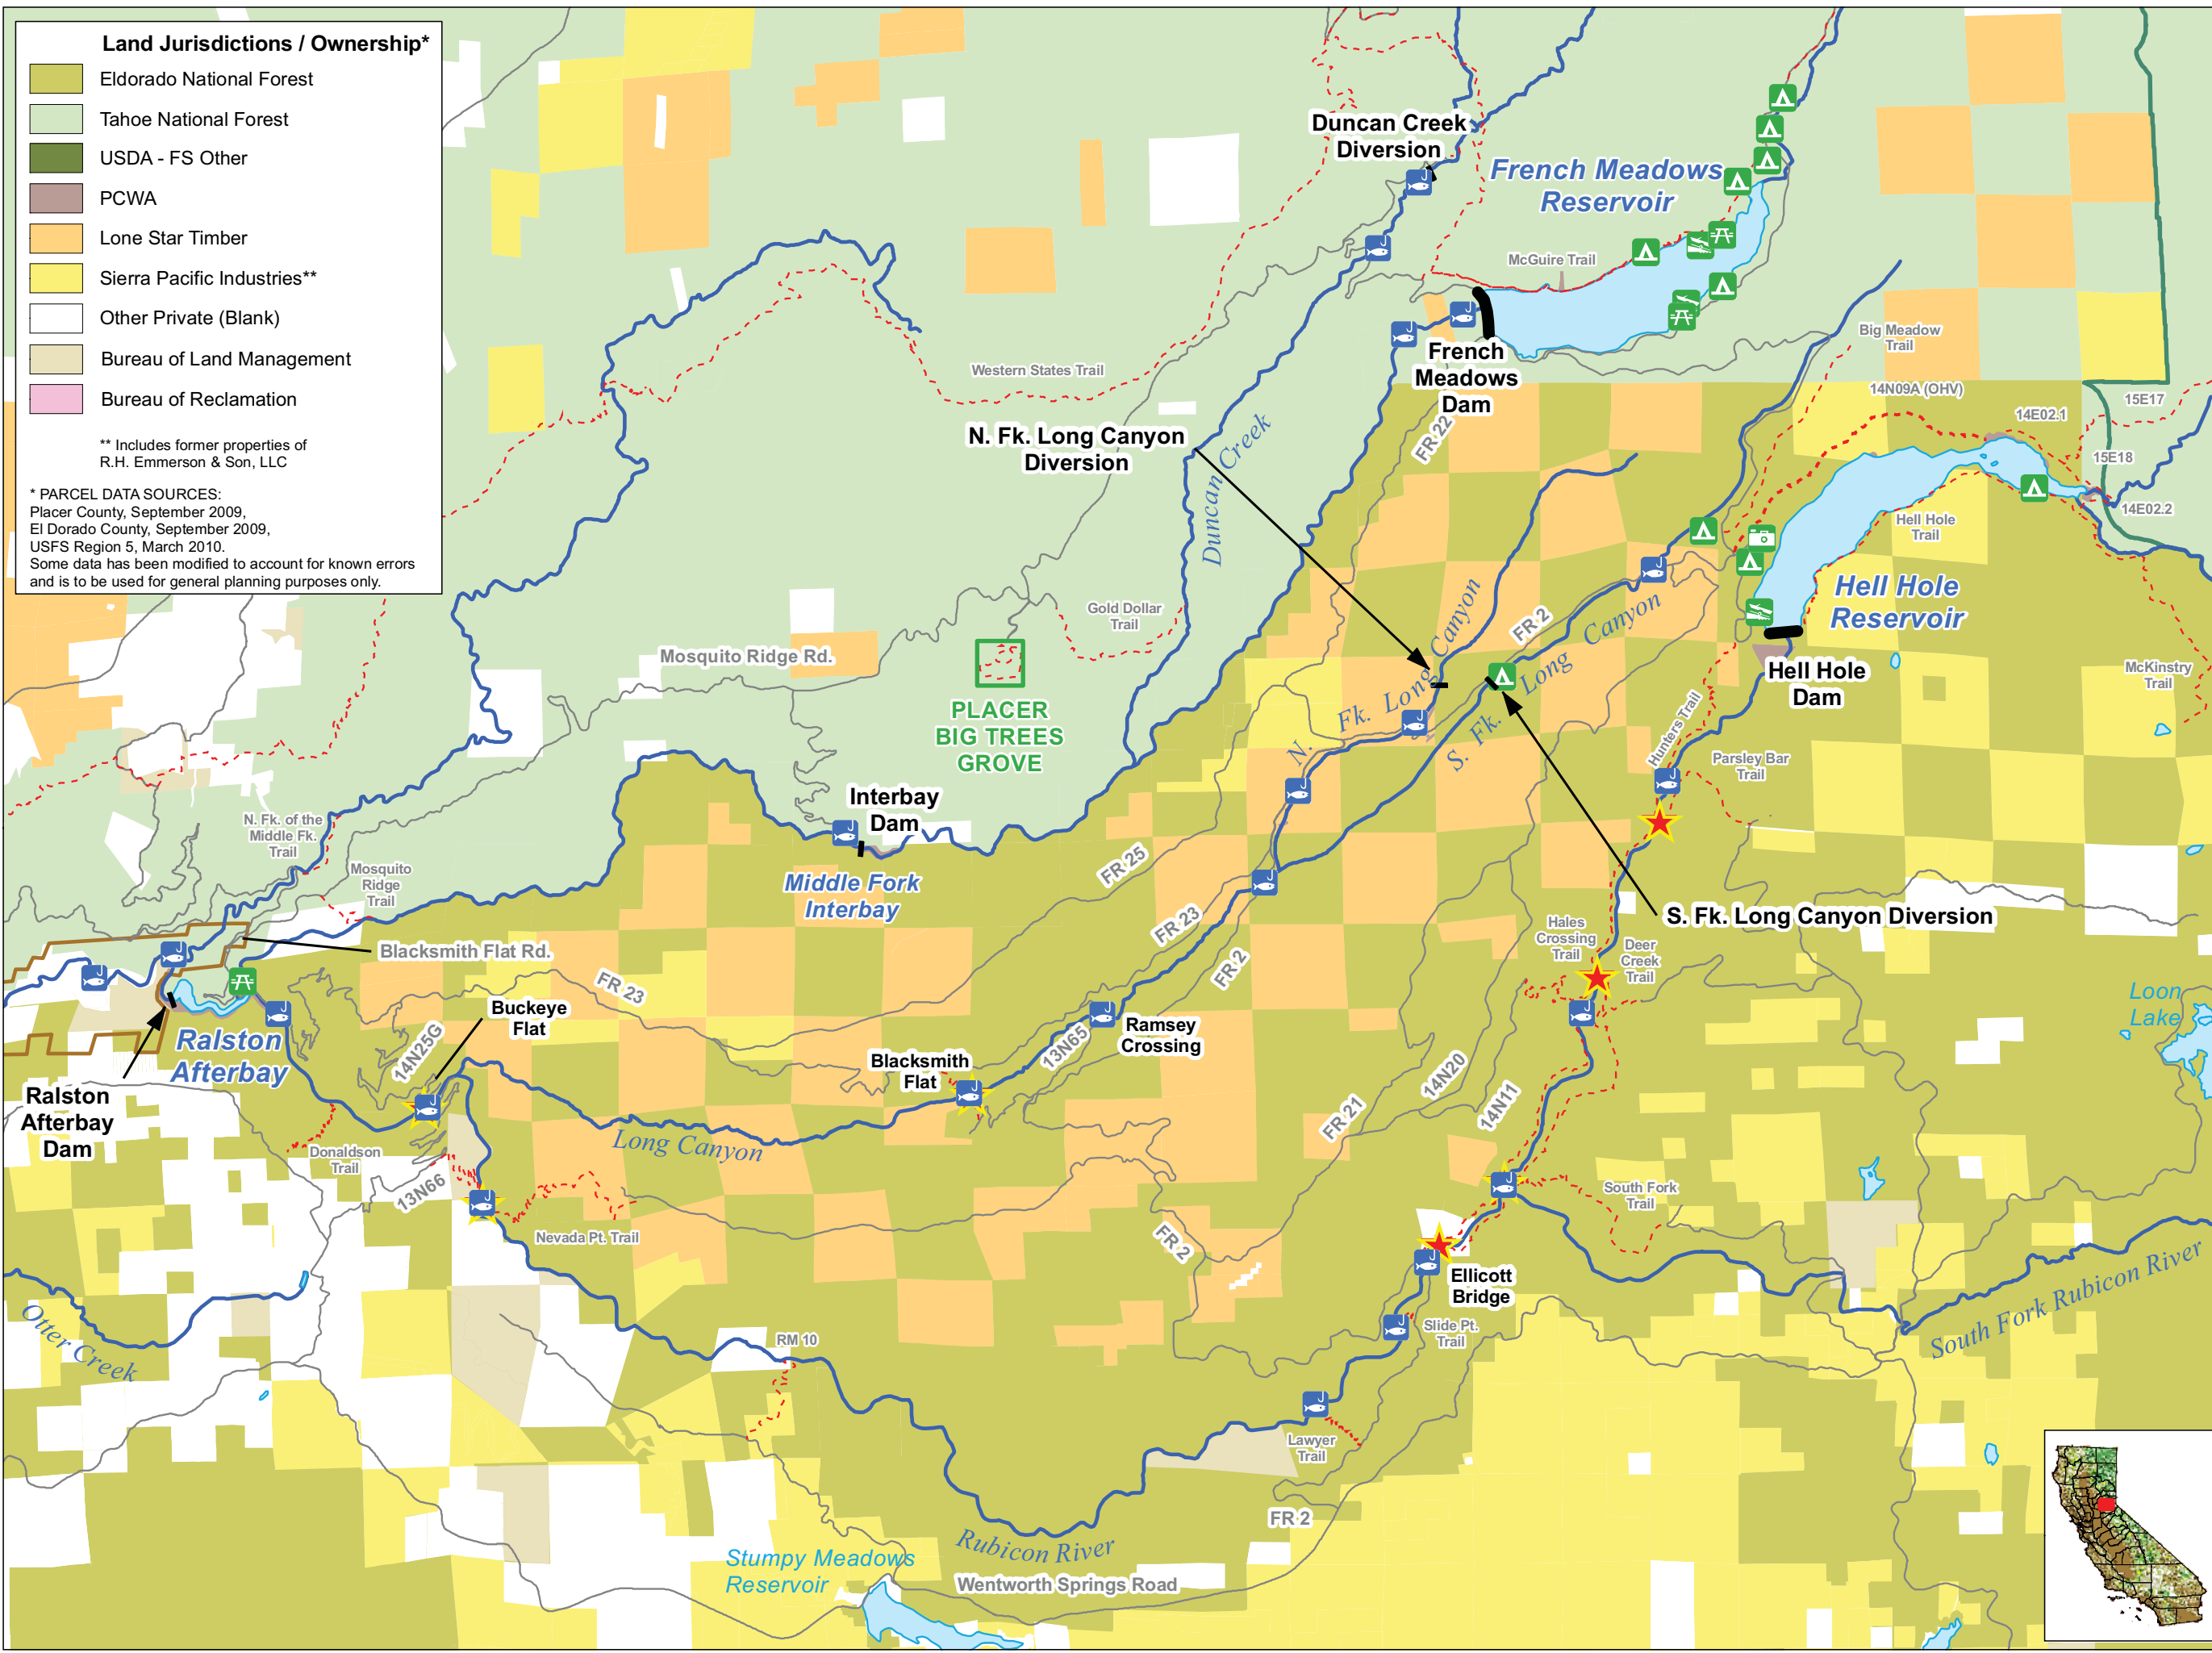 Land Jurisdictions / Ownership*
Eldorado National Forest
Tahoe National Forest
USDA - FS Other
PCWA
Lone Star Timber
Sierra Pacific Industries**
Other Private (Blank)
Bureau of Land Management
Bureau of Reclamation
** Includes former properties of
R.H. Emmerson & Son, LLC
* PARCEL DATA SOURCES:
Placer County, September 2009,
El Dorado County, September 2009,
USFS Region 5, March 2010.
Some data has been modified to account for known errors
and is to be used for general planning purposes only.
Duncan Creek
Diversion
French Meadows
Reservoir
McGuire Trail
French
Meadows
Dam
Big Meadow
Trail
14N09A (OHV)
14E02.1
15E17
15E18
14E02.2
Western States Trail
N. Fk. Long Canyon
Diversion
Duncan Creek
FR 22
Hell Hole
Trail
Hell Hole
Reservoir
Hell Hole
Dam
McKinstry
Trail
Gold Dollar
Trail
Mosquito Ridge Rd.
PLACER
BIG TREES
GROVE
N. Fk. Long Canyon
FR 2
S. Fk. Long Canyon
Hunters Trail
Parsley Bar
Trail
Interbay
Dam
Middle Fork
Interbay
N. Fk. of the
Middle Fk.
Trail
Mosquito
Ridge
Trail
FR 25
FR 23
FR 2
S. Fk. Long Canyon Diversion
Hales
Crossing
Trail
Deer
Creek
Trail
Blacksmith Flat Rd.
FR 23
Buckeye
Flat
14N25G
Ralston
Afterbay
Ralston
Afterbay
Dam
Blacksmith
Flat
13N65
Ramsey
Crossing
Loon
Lake
14N20
14N11
FR 21
Long Canyon
Donaldson
Trail
13N66
Nevada Pt. Trail
FR 2
South Fork
Trail
Ellicott
Bridge
Slide Pt.
Trail
South Fork Rubicon River
Otter Creek
RM 10
Lawyer
Trail
FR 2
Rubicon River
Stumpy Meadows
Reservoir
Wentworth Springs Road